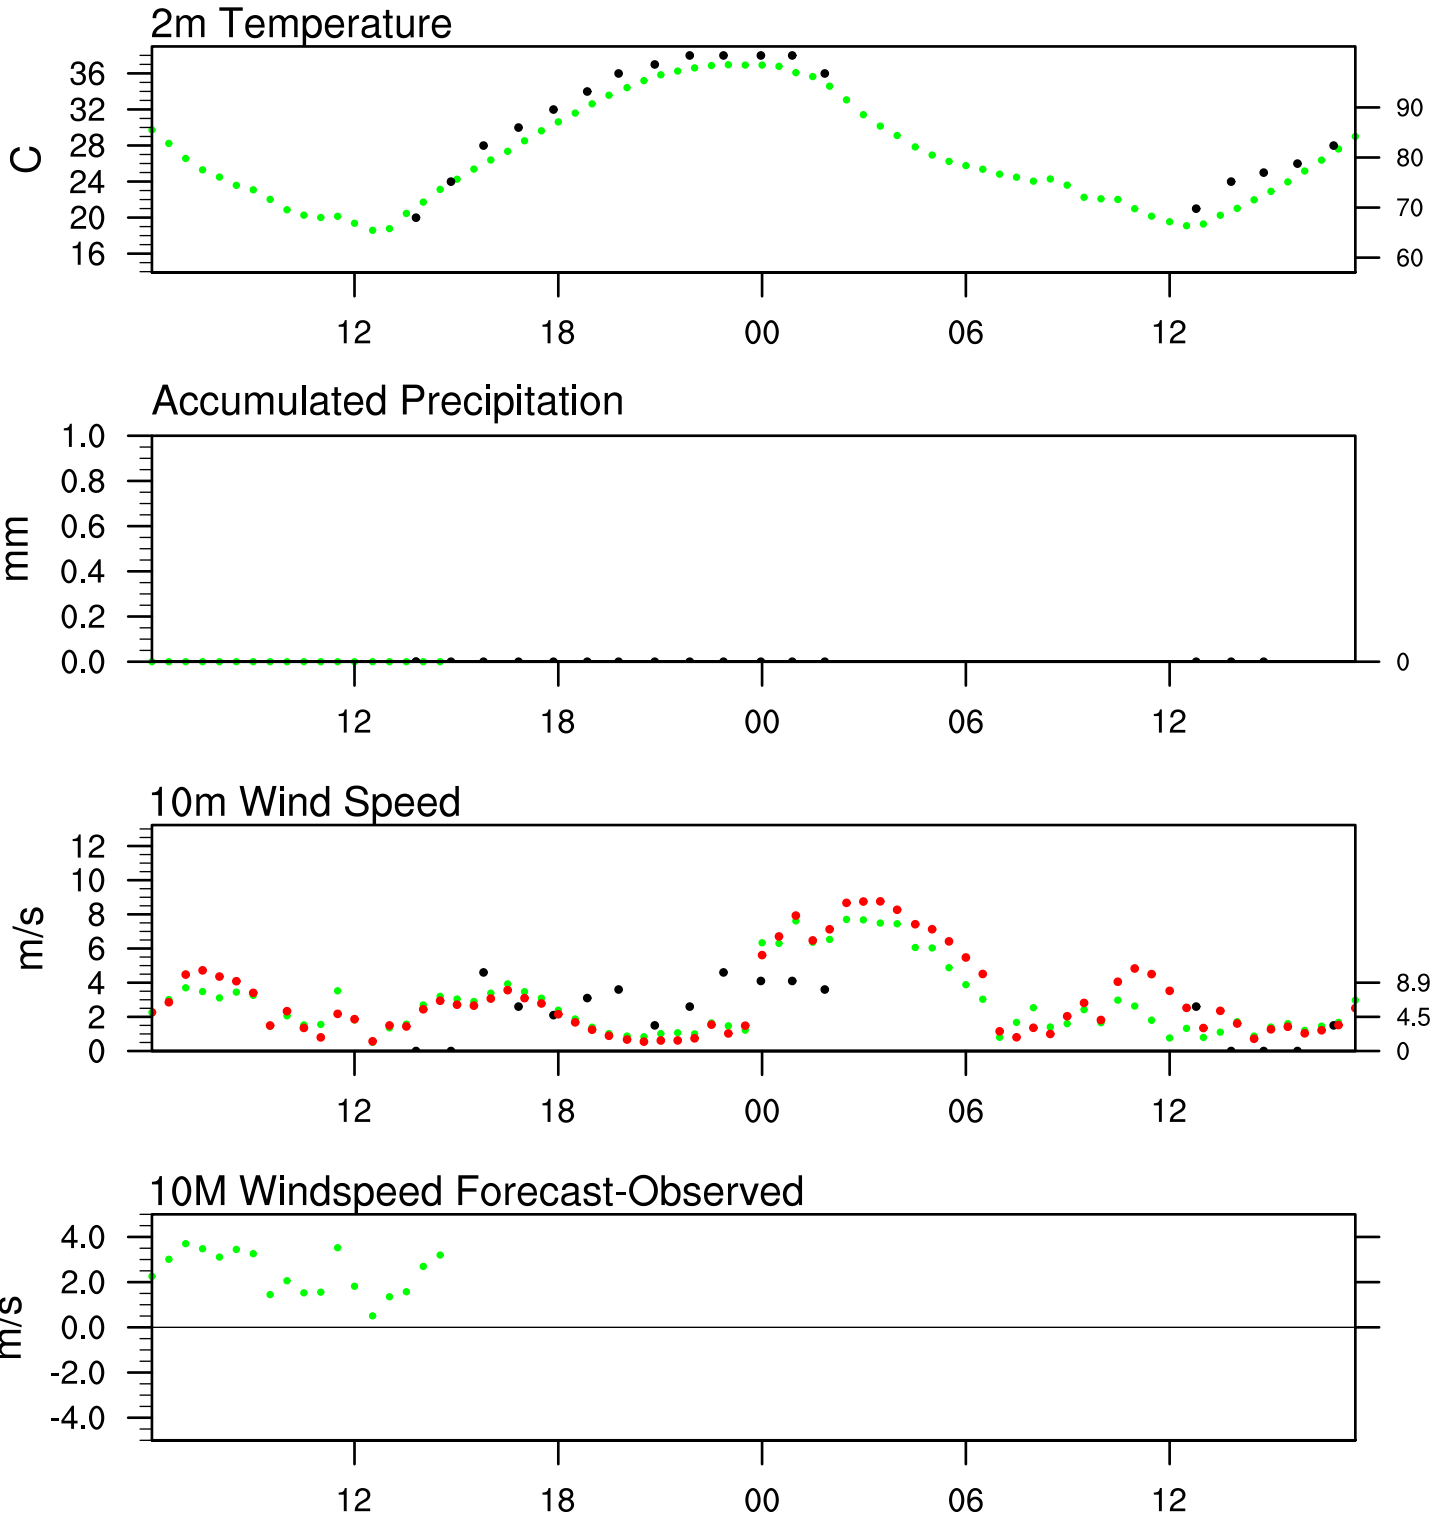 2m Temperature
36
32
28
24
20
16
C
90
80
70
60
12 18 00 06 12
Accumulated Precipitation
1.0
0.8
0.6
0.4
0.2
0.0
mm
0
12 18 00 06 12
10m Wind Speed
12
10
8
6
4
2
0
m/s
8.9
4.5
0
12 18 00 06 12
10M Windspeed Forecast-Observed
4.0
2.0
0.0
-2.0
-4.0
m/s
12 18 00 06 12